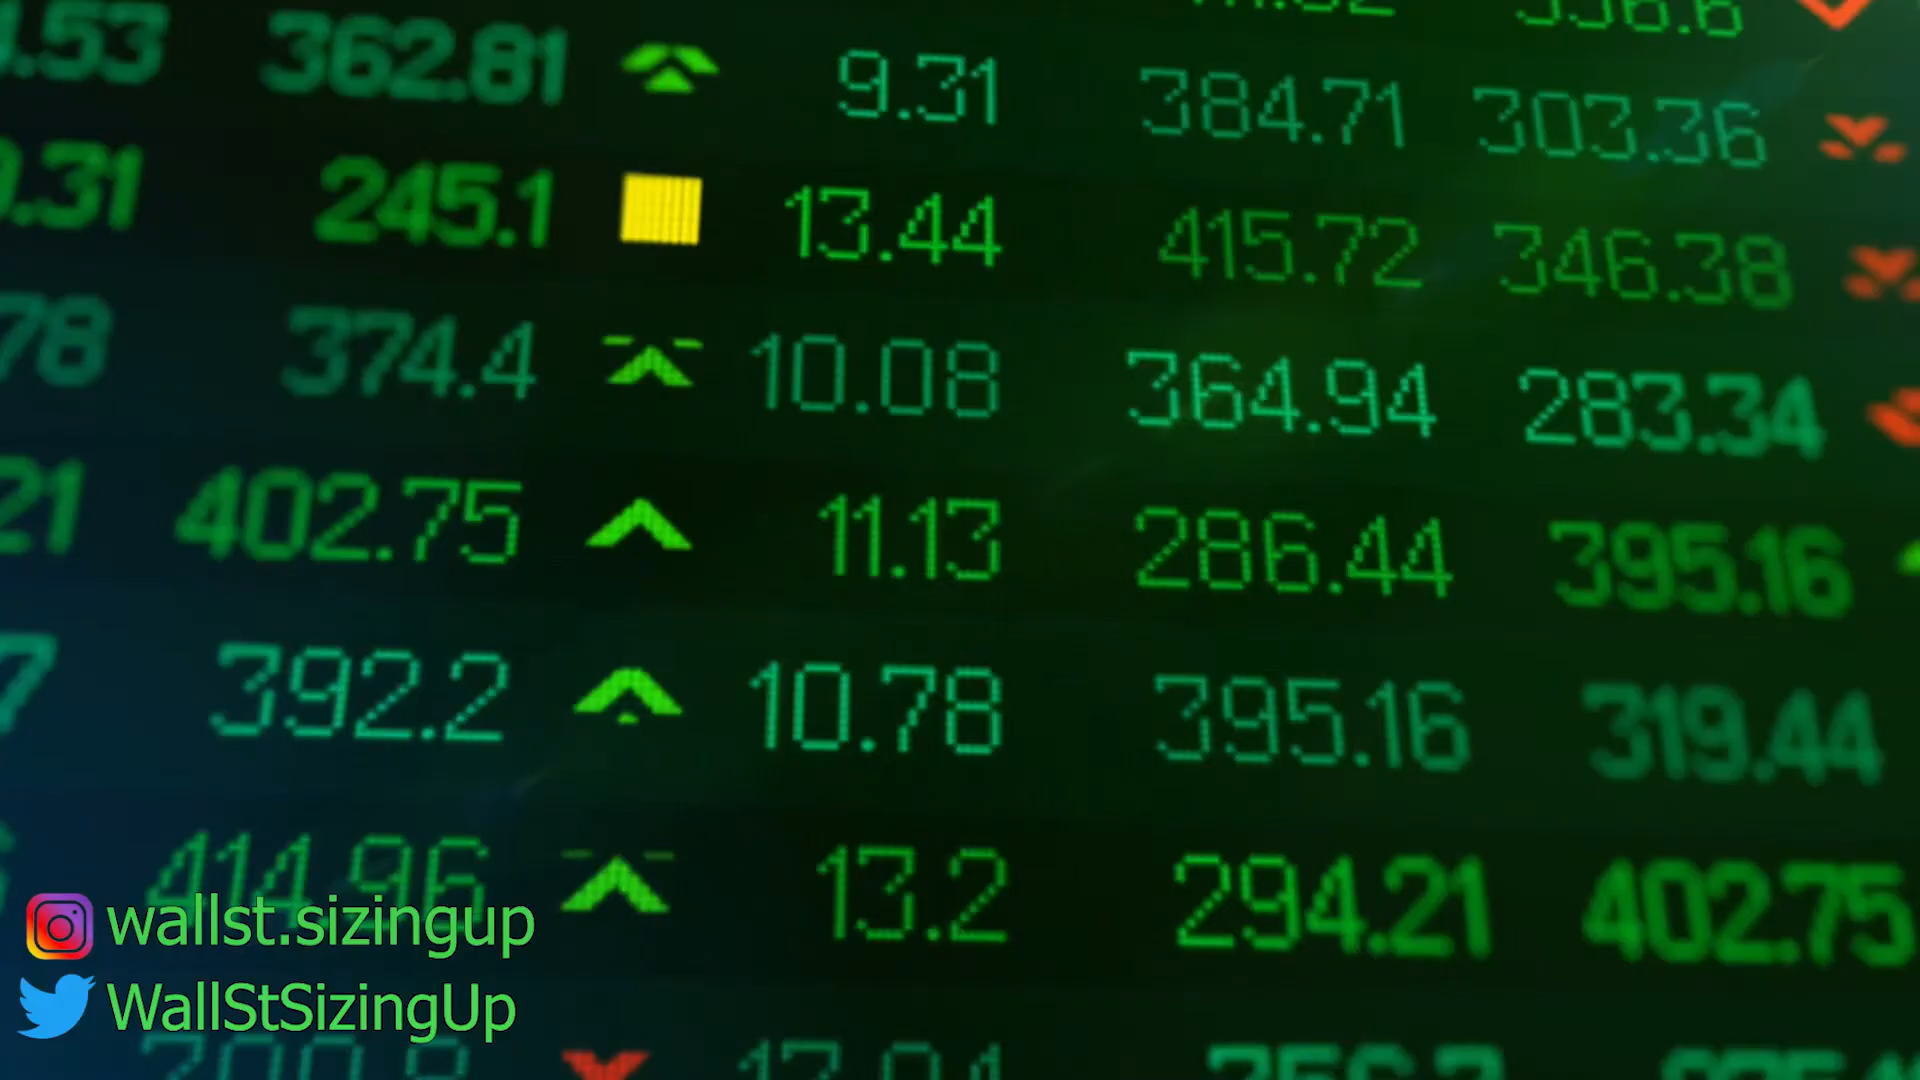 362.81 9.31 384.71 303.36
245.1 13.44 415.72 346.38
374.4 10.08 364.94 283.34
402.75 11.13 286.44 395.16
392.2 10.78 395.16 319.44
414.96 13.2 294.21 402.75
wallst.sizingup
WallStSizingUp